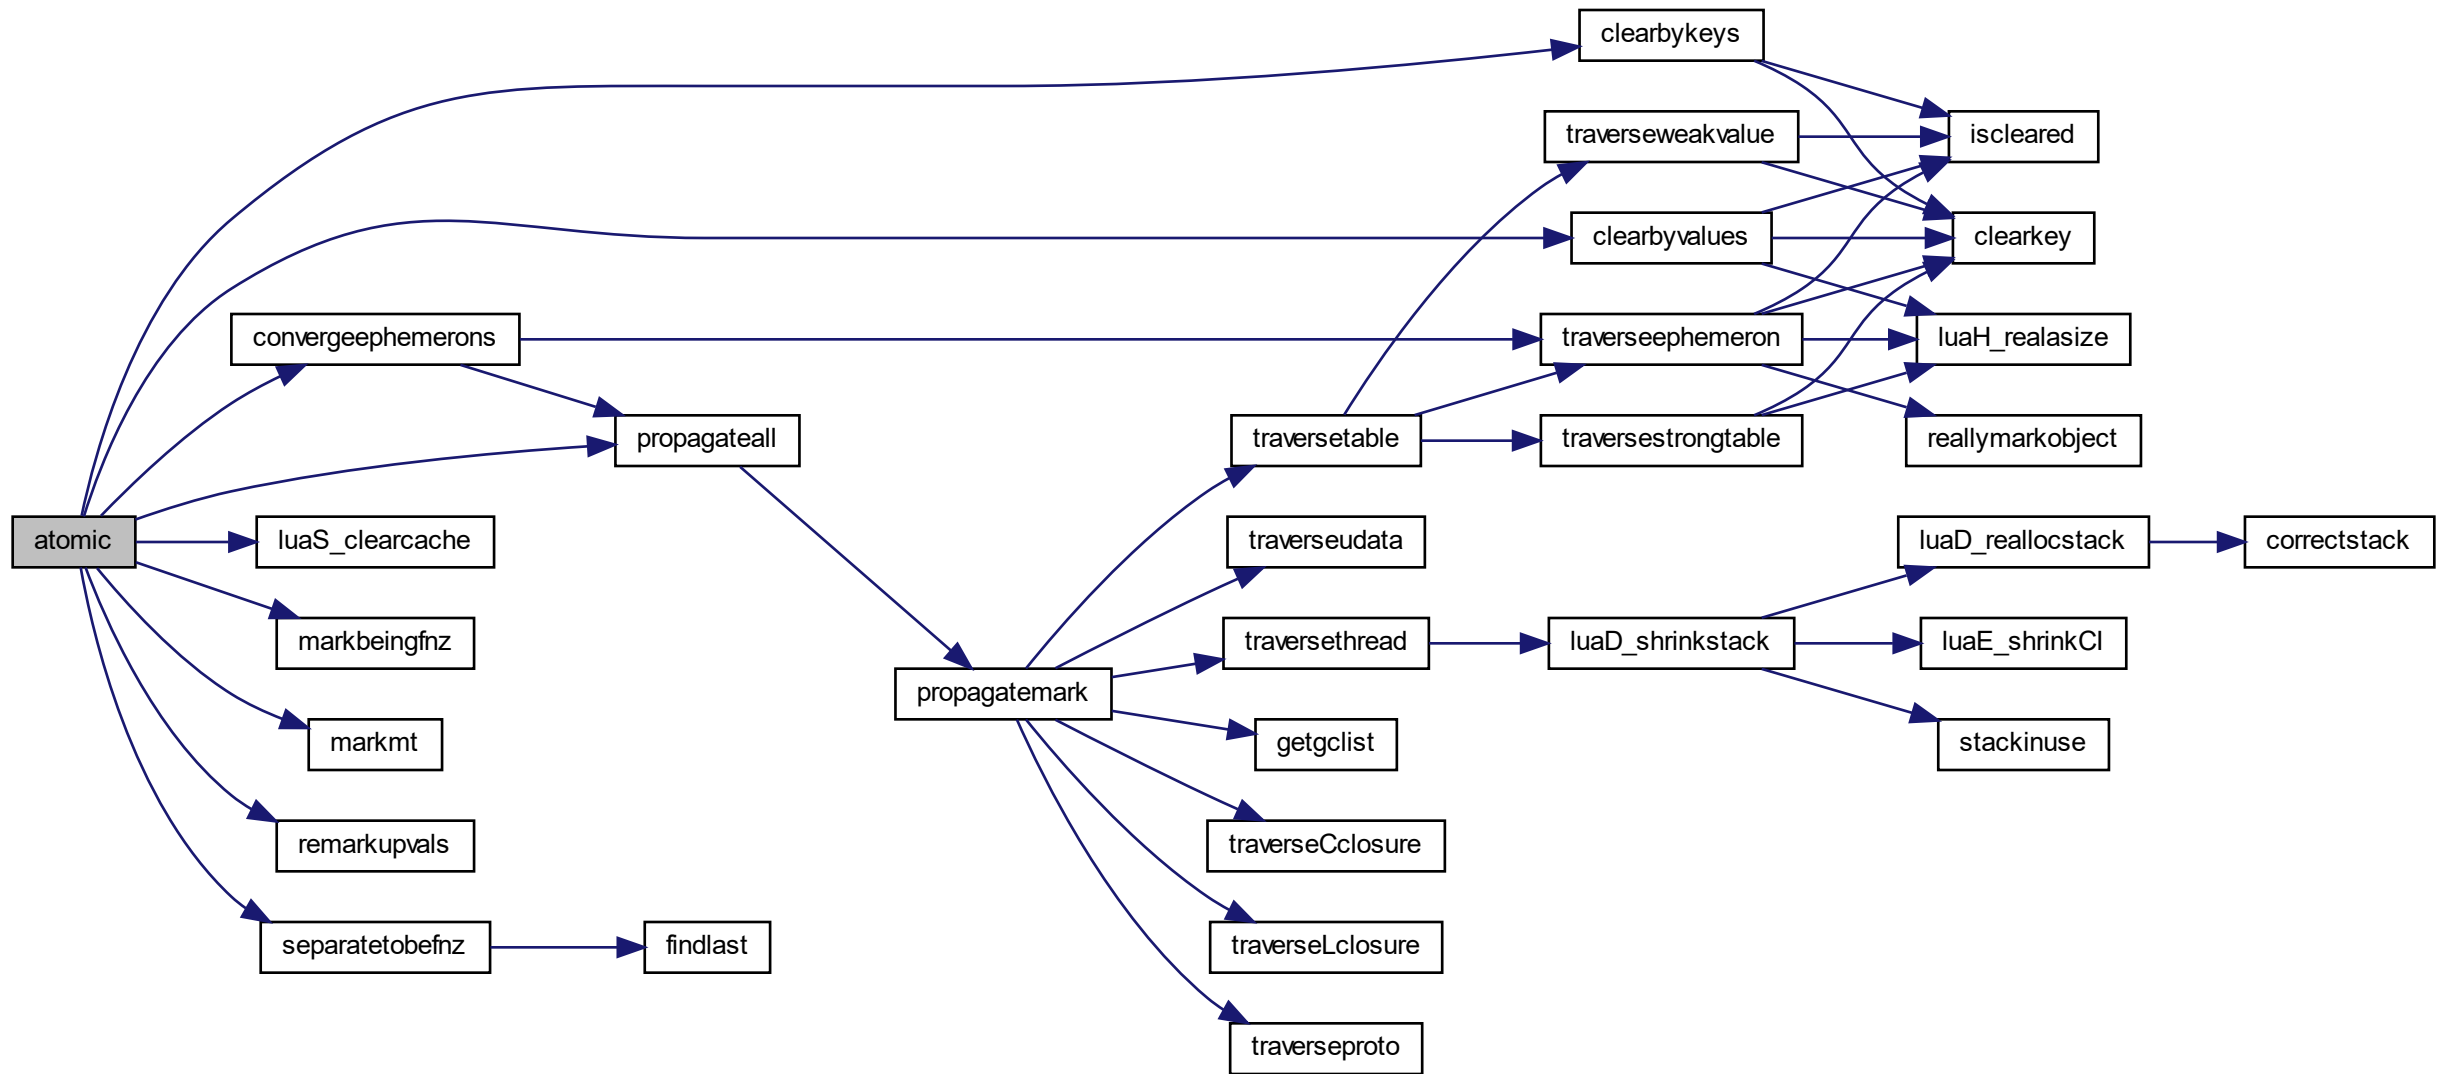 clearbykeys
traverseweakvalue
iscleared
clearbyvalues
clearkey
convergeephemerons
traverseephemeron
luaH_realasize
propagateall
traversetable
traversestrongtable
reallymarkobject
atomic
luaS_clearcache
traverseudata
luaD_reallocstack
correctstack
markbeingfnz
traversethread
luaD_shrinkstack
luaE_shrinkCI
propagatemark
markmt
getgclist
stackinuse
remarkupvals
traverseCclosure
separatetobefnz
findlast
traverseLclosure
traverseproto